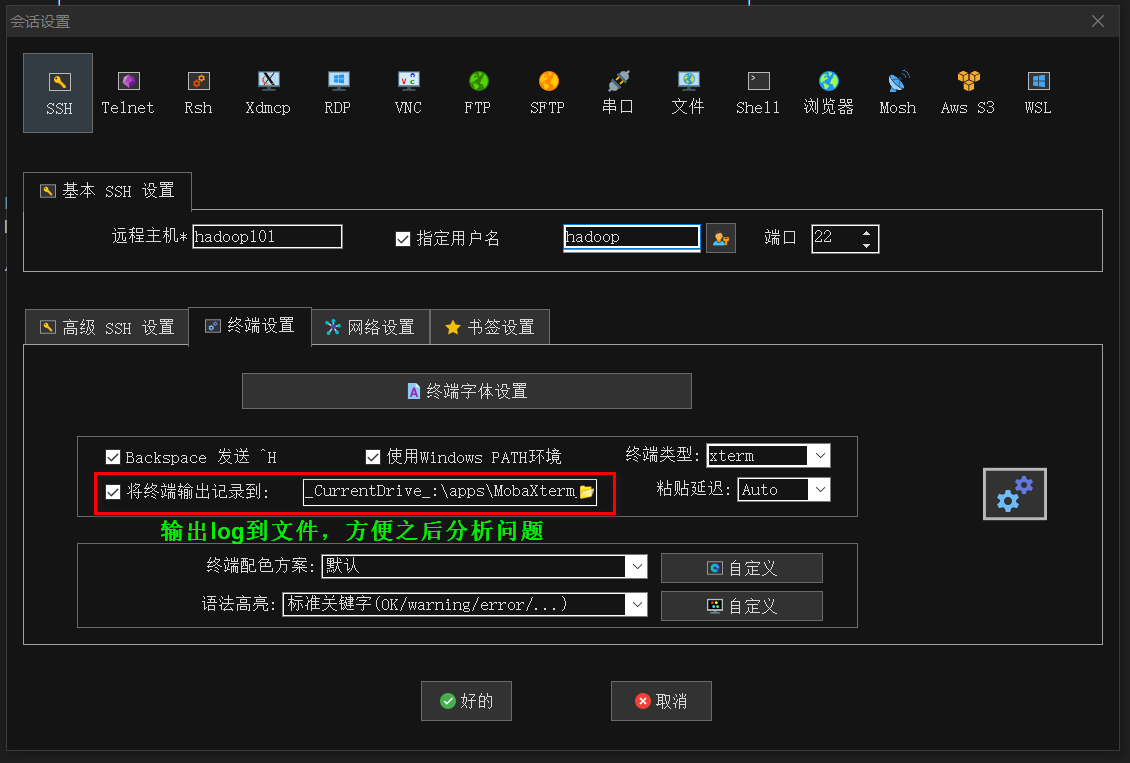 会话设置
SSH Telnet Rsh Xdmcp RDP VNC FTP SFTP 串口 文件 Shell 浏览器 Mosh Aws S3 WSL
基本 SSH 设置
远程主机* hadoop101 指定用户名 hadoop 端口 22
高级 SSH 设置 终端设置 网络设置 书签设置
终端字体设置
Backspace 发送 ^H 使用Windows PATH环境 终端类型: xterm
将终端输出记录到: _CurrentDrive_:\apps\MobaXterm_ 粘贴延迟: Auto
输出log到文件，方便之后分析问题
终端配色方案: 默认 自定义
语法高亮: 标准关键字(OK/warning/error/...) 自定义
好的 取消